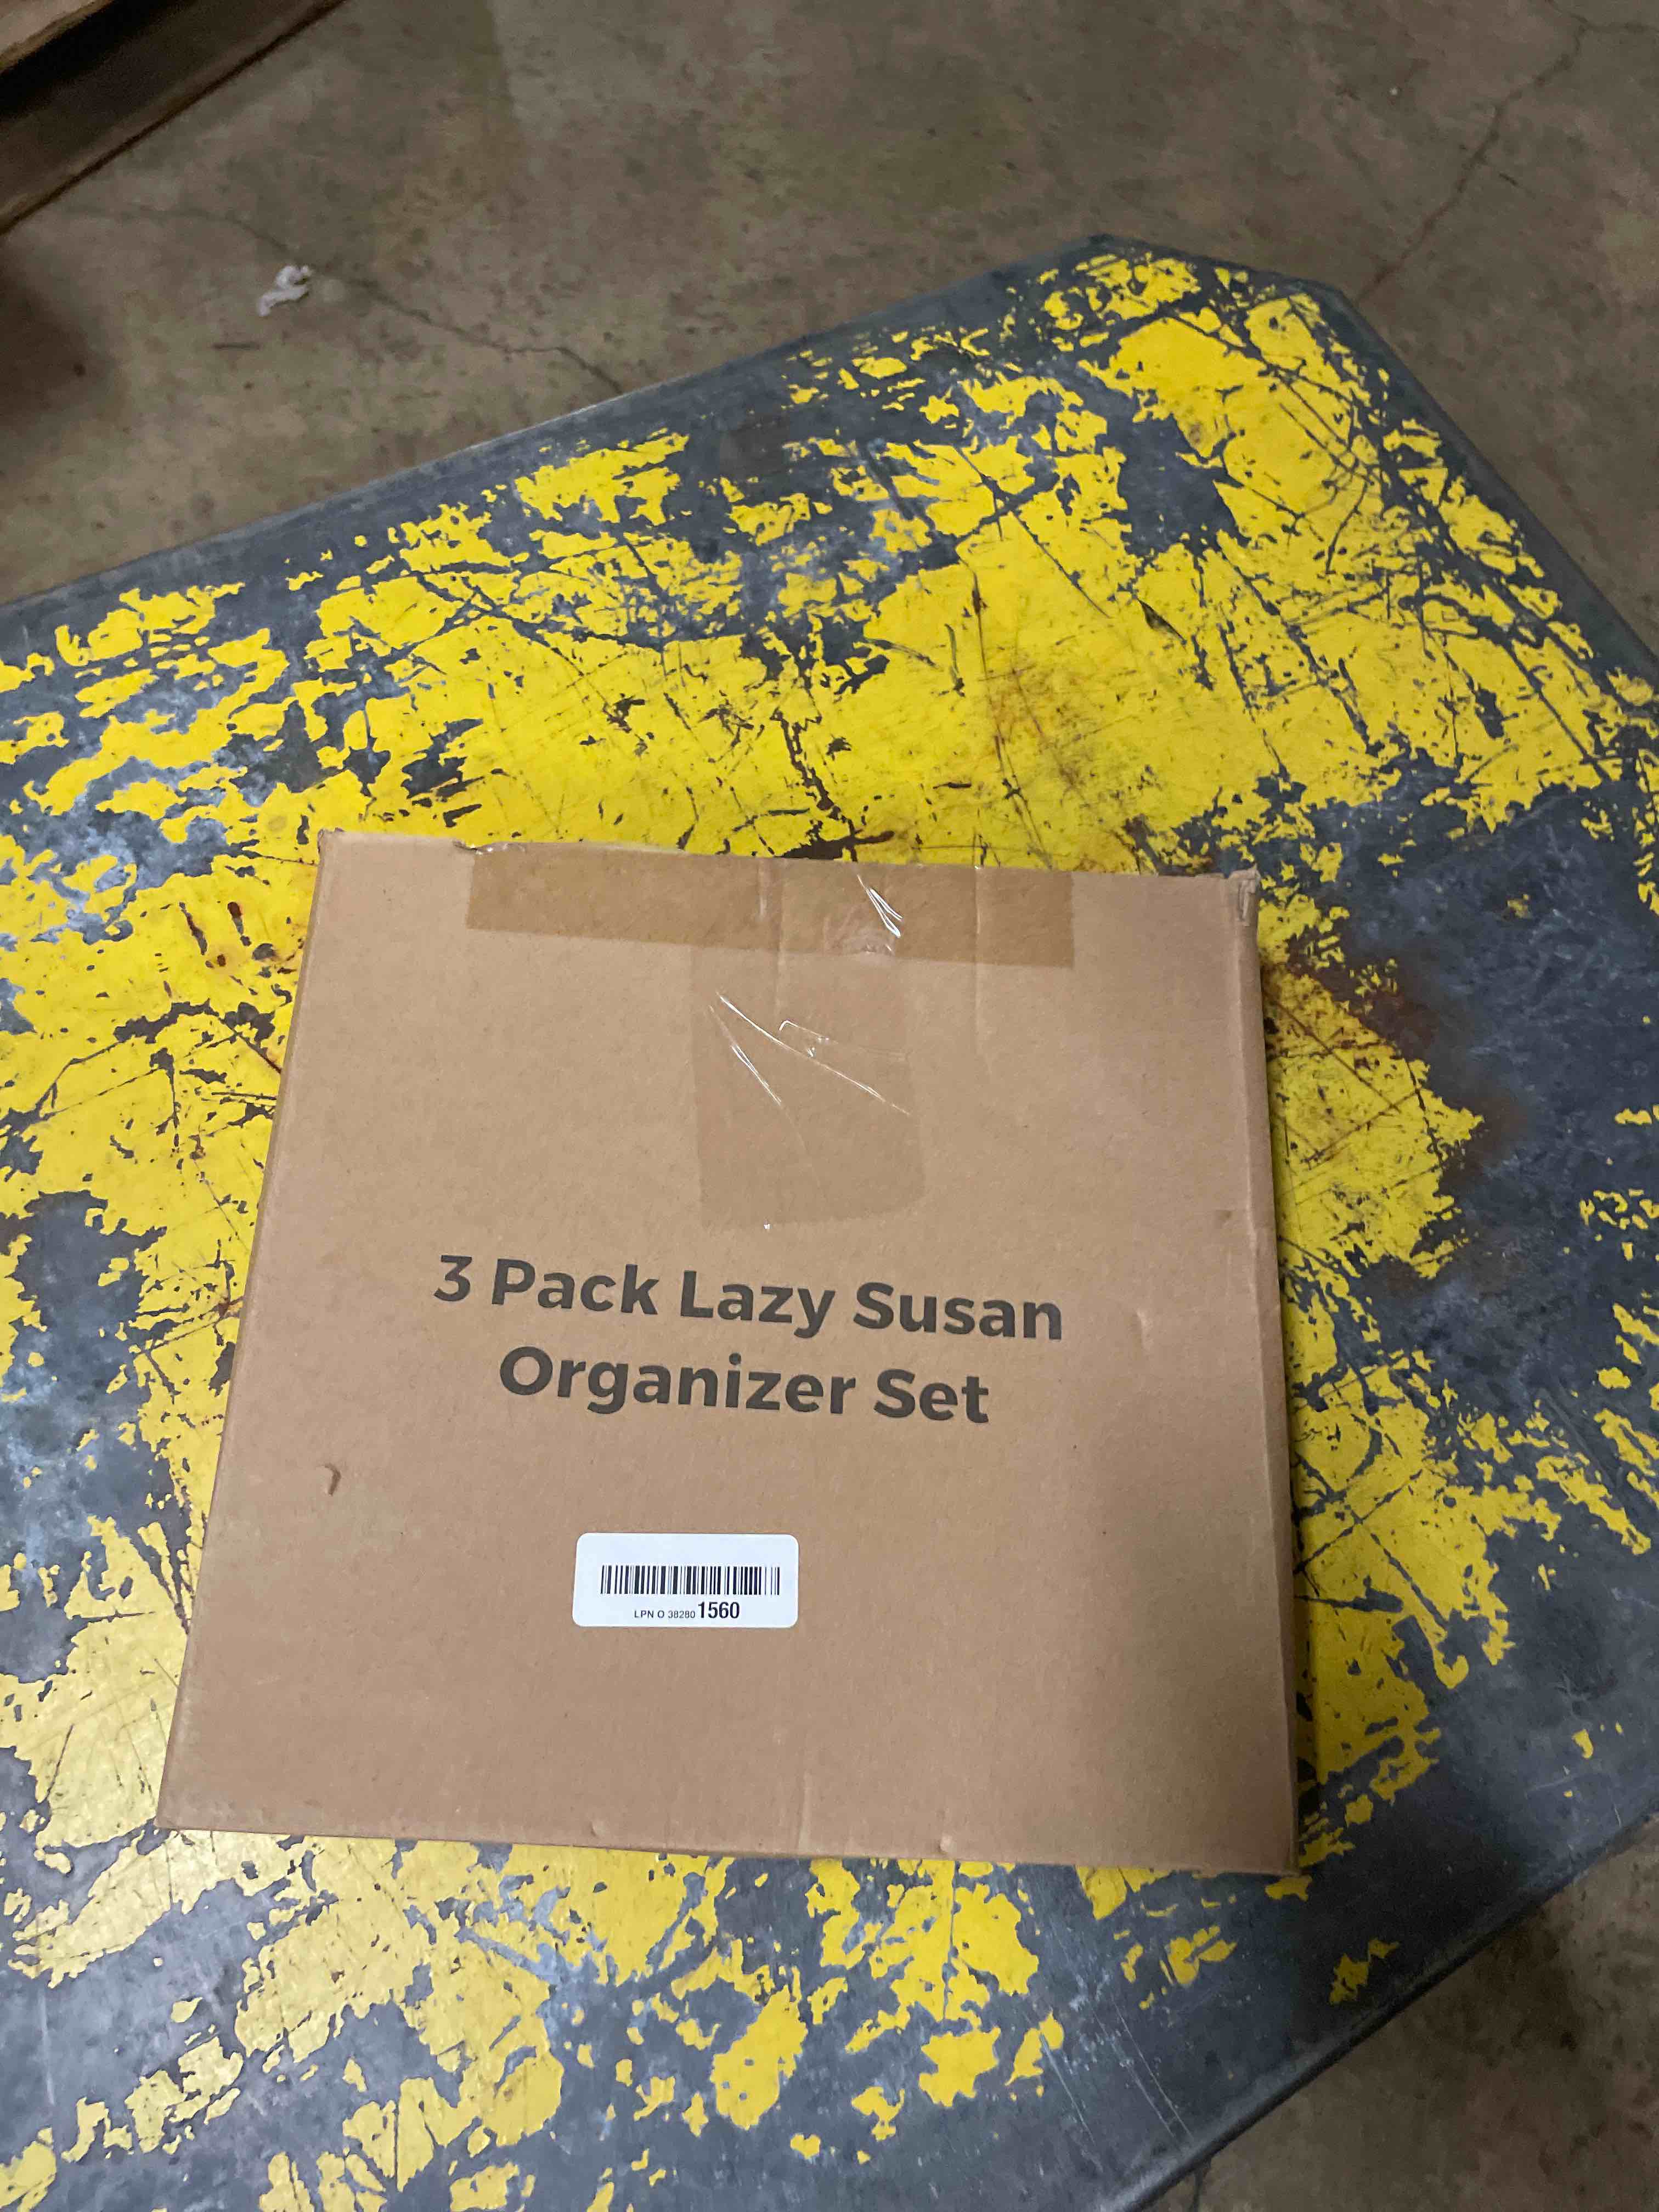 3 Pack Lazy Susan
Organizer Set
LPN O 38280 1560